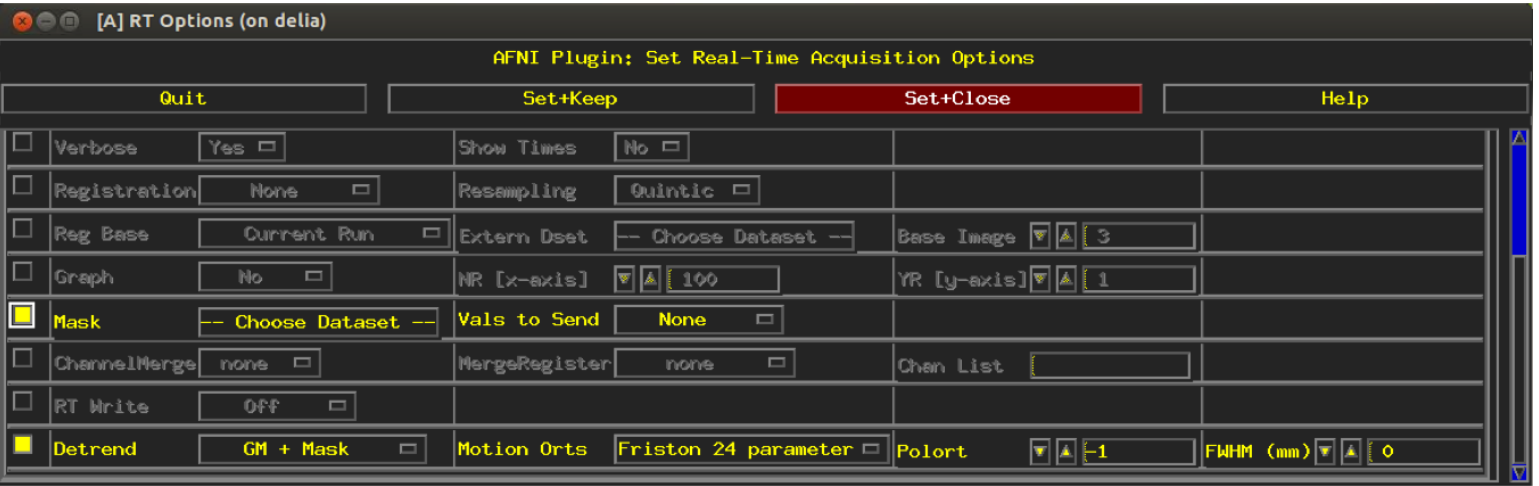 [A] RT Options (on delia)
AFNI Plugin: Set Real-Time Acquisition Options
Quit Set+Keep Set+Close Help
Verbose Yes Show Times No
Registration None Resampling Quintic
Reg Base Current Run Extern Dset -- Choose Dataset -- Base Image 3
Graph No NR [x-axis] 100 YR [y-axis] 1
Mask -- Choose Dataset -- Vals to Send None
ChannelMerge none MergeRegister none Chan List
RT Write Off
Detrend GM + Mask Motion Orts Friston 24 parameter Polort -1 FWHM (mm) 0